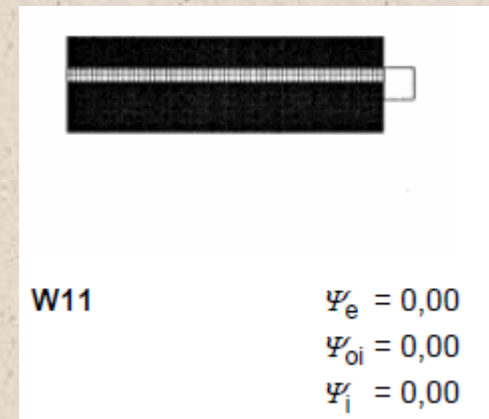 W11 Ψe = 0,00
Ψoi = 0,00
Ψi = 0,00